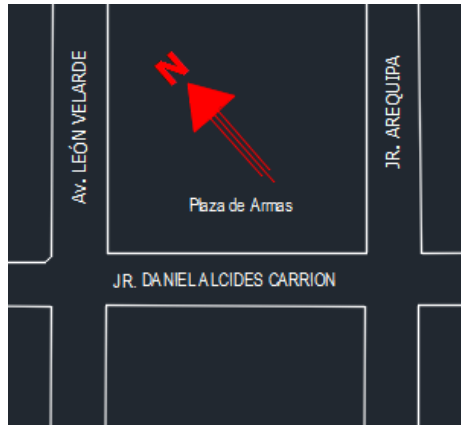 Av. LEÓN VELARDE
N
JR. AREQUIPA
Plaza de Armas
JR. DANIEL ALCIDES CARRION